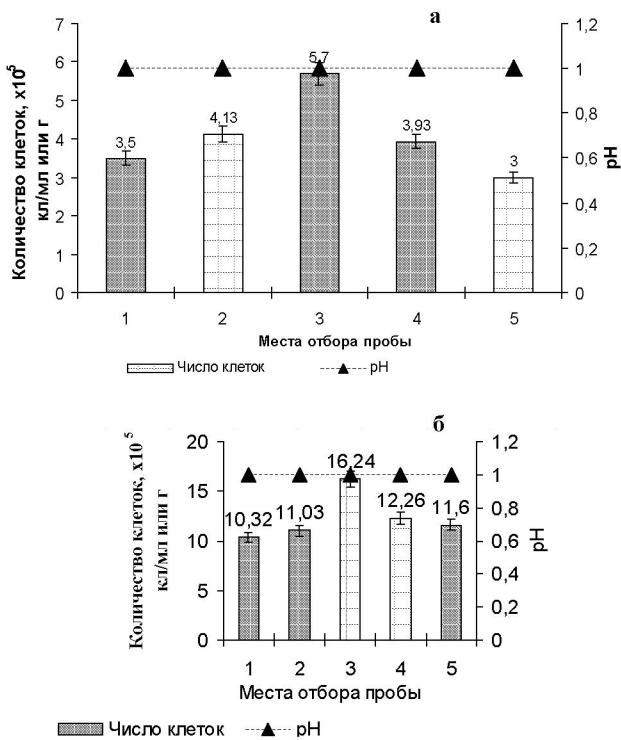 а
Количество клеток, х10⁵
кл/мл или г
7
6
5
4
3
2
1
0
3,5
4,13
5,7
3,93
3
1,2
1
0,8
0,6
0,4
0,2
0
pH
1 2 3 4 5
Места отбора пробы
Число клеток pH
б
Количество клеток, х10 ⁵
кл/мл или г
20
15
10
5
0
10,32
11,03
16,24
12,26
11,6
1,2
1
0,8
0,6
0,4
0,2
0
pH
1 2 3 4 5
Места отбора пробы
Число клеток pH